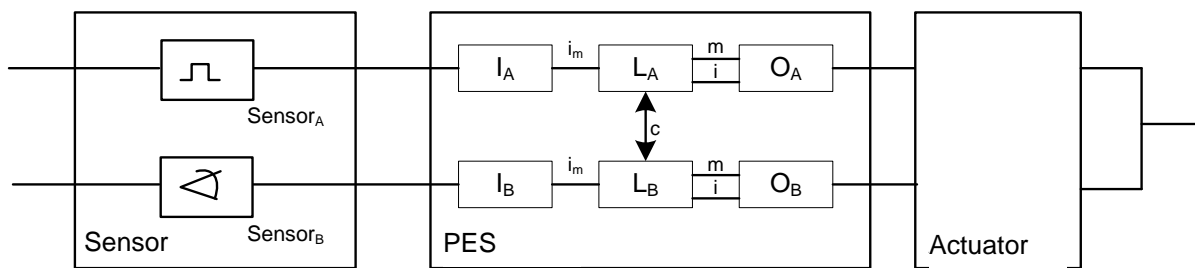 I_A i_m L_A m i O_A
Sensor_A
c
I_B i_m L_B m i O_B
Sensor Sensor_B PES Actuator